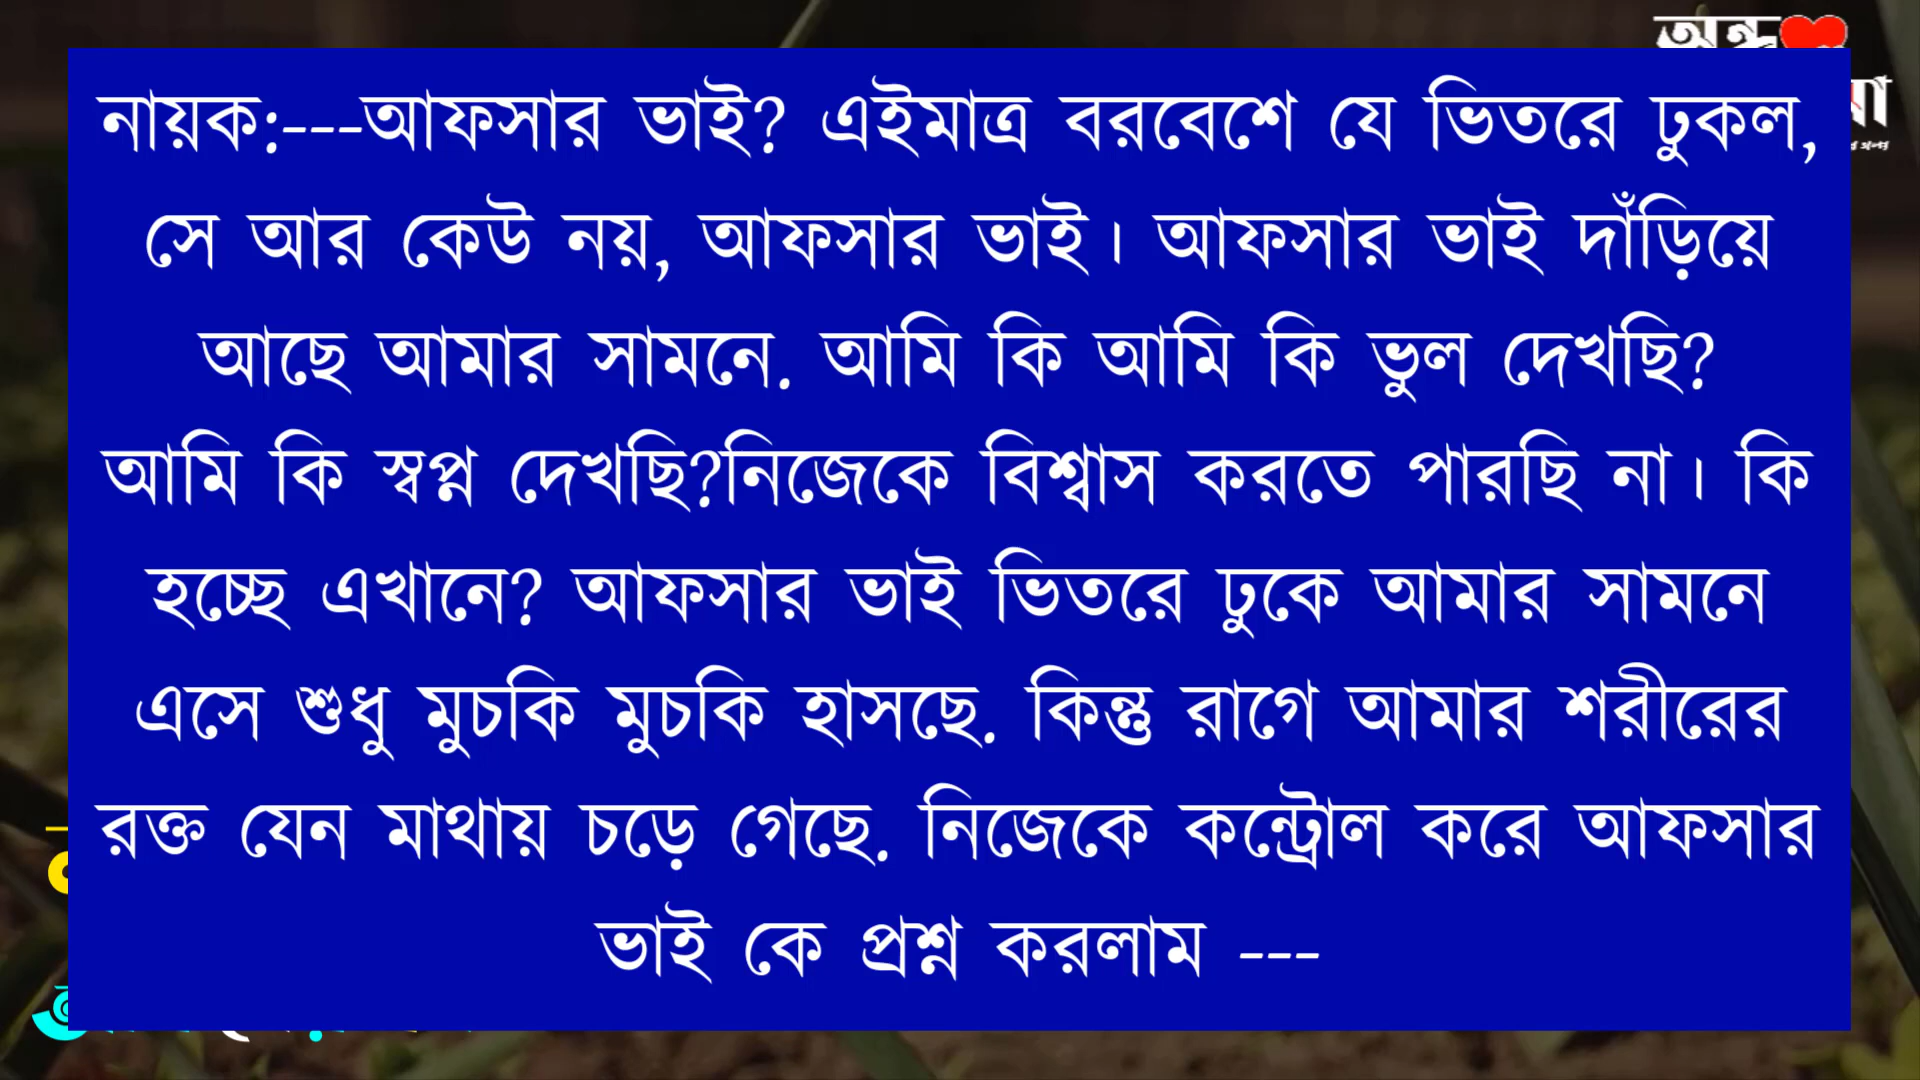 অন্ধ
নায়ক:---আফসার ভাই? এইমাত্র বরবেশে যে ভিতরে ঢুকল,
সে আর কেউ নয়, আফসার ভাই। আফসার ভাই দাঁড়িয়ে
আছে আমার সামনে. আমি কি আমি কি ভুল দেখছি?
আমি কি স্বপ্ন দেখছি?নিজেকে বিশ্বাস করতে পারছি না। কি
হচ্ছে এখানে? আফসার ভাই ভিতরে ঢুকে আমার সামনে
এসে শুধু মুচকি মুচকি হাসছে. কিন্তু রাগে আমার শরীরের
রক্ত যেন মাথায় চড়ে গেছে. নিজেকে কন্ট্রোল করে আফসার
ভাই কে প্রশ্ন করলাম ---